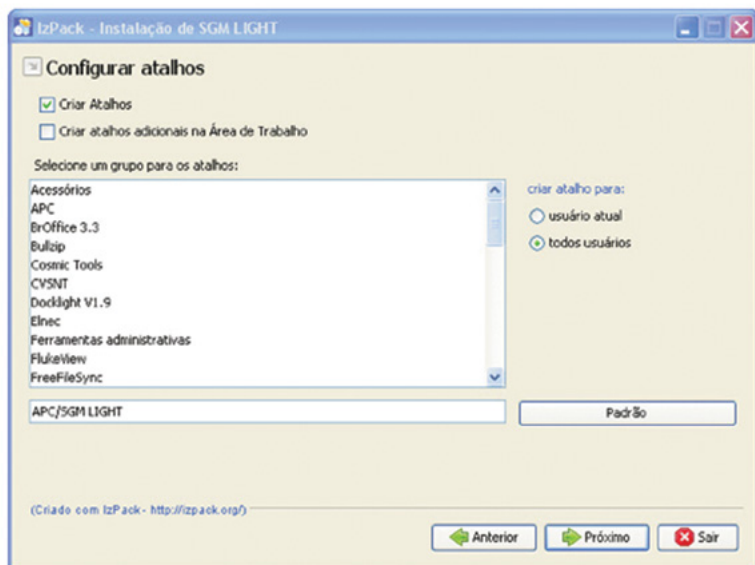 IzPack - Instalação de SGM LIGHT
Configurar atalhos
Criar Atalhos
Criar atalhos adicionais na Área de Trabalho
Selecione um grupo para os atalhos:
Acessórios
APC
BrOffice 3.3
Bullzip
Cosmic Tools
CVSNT
Docklight V1.9
Elnec
Ferramentas administrativas
FlukeView
FreeFileSync
criar atalho para:
usuário atual
todos usuários
APC/SGM LIGHT
Padrão
(Criado com IzPack - http://izpack.org/)
Anterior
Próximo
Sair